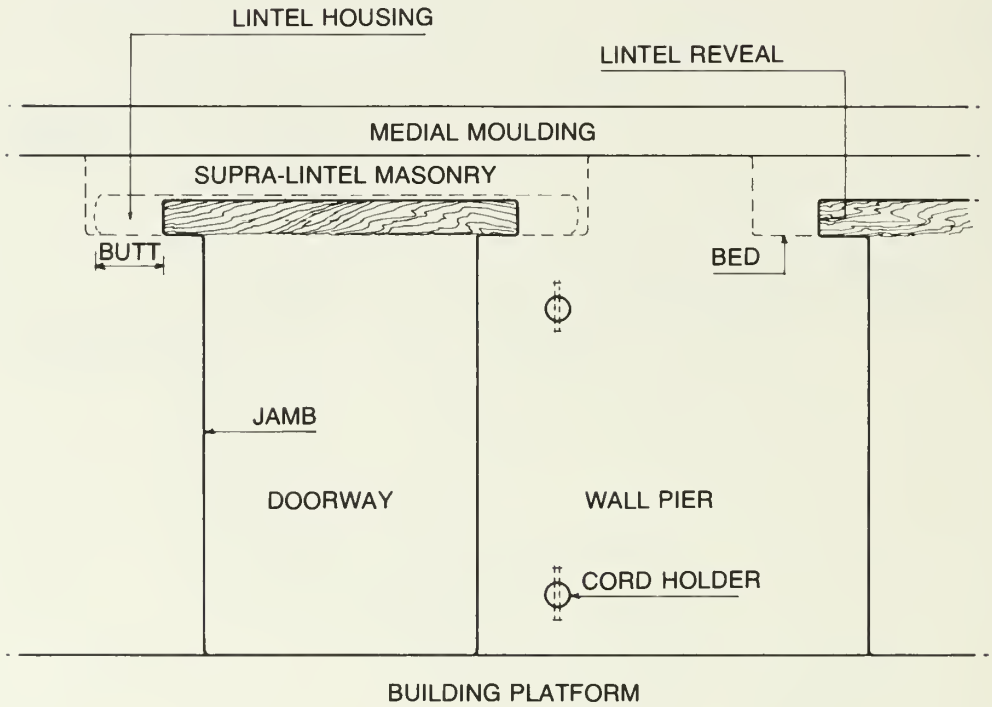 LINTEL HOUSING
LINTEL REVEAL
MEDIAL MOULDING
SUPRA-LINTEL MASONRY
BUTT
BED
JAMB
DOORWAY
WALL PIER
CORD HOLDER
BUILDING PLATFORM